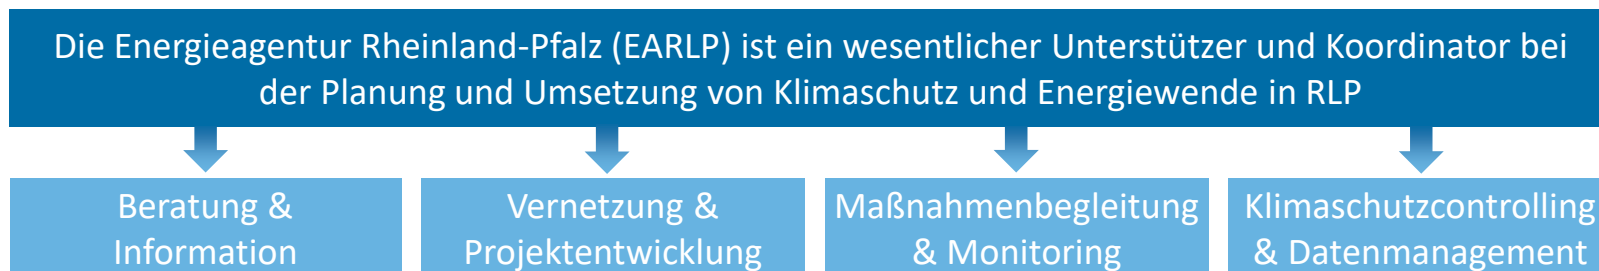 Die Energieagentur Rheinland-Pfalz (EARLP) ist ein wesentlicher Unterstützer und Koordinator bei
der Planung und Umsetzung von Klimaschutz und Energiewende in RLP
Beratung &
Information
Vernetzung &
Projektentwicklung
Maßnahmenbegleitung
& Monitoring
Klimaschutzcontrolling
& Datenmanagement